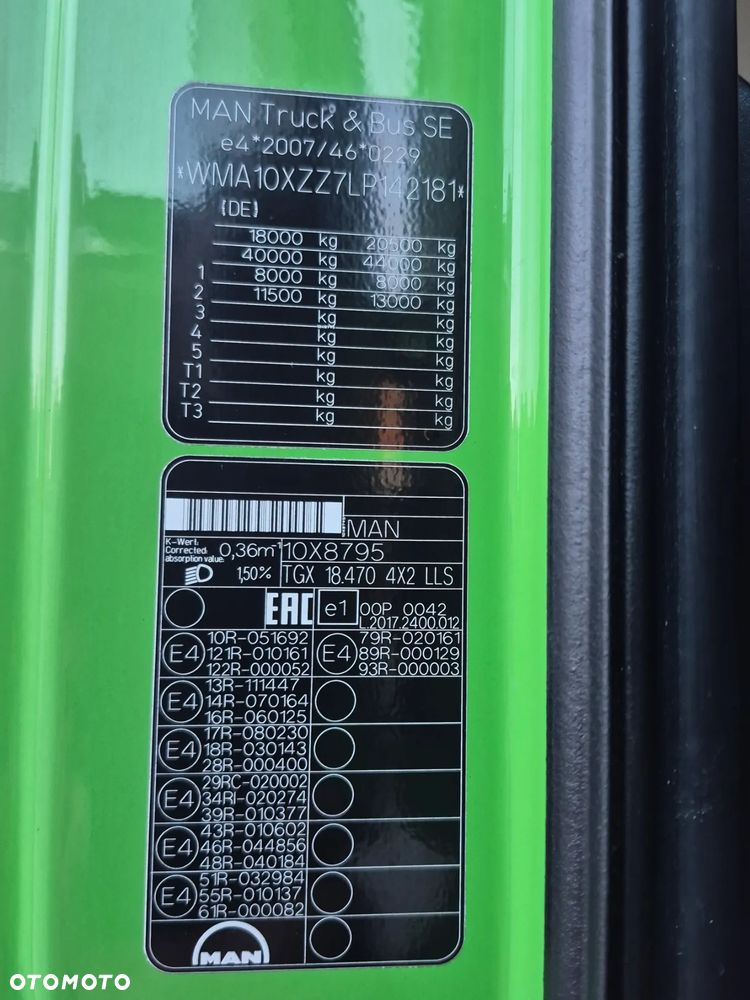 MAN Truck & Bus SE
e4*2007/46*0229
*WMA10XZZ7LP142181*
(DE)
18000 kg 20500 kg
40000 kg 44000 kg
1 8000 kg 8000 kg
2 11500 kg 13000 kg
3 kg kg
4 kg kg
5 kg kg
T1 kg kg
T2 kg kg
T3 kg kg
MAN
K-Wert:
Corrected
absorption value:
0,36m⁻¹ 10X8795
1,50% TGX 18.470 4X2 LLS
EAC e1 00P 0042
L.2017.2400.012
E4 10R-051692
121R-010161
122R-000052
E4 79R-020161
89R-000129
93R-000003
E4 13R-111447
14R-070164
16R-060125
E4 17R-080230
18R-030143
28R-000400
E4 29RC-020002
34RI-020274
39R-010377
E4 43R-010602
46R-044856
48R-040184
E4 51R-032984
55R-010137
61R-000082
MAN
OTOMOTO